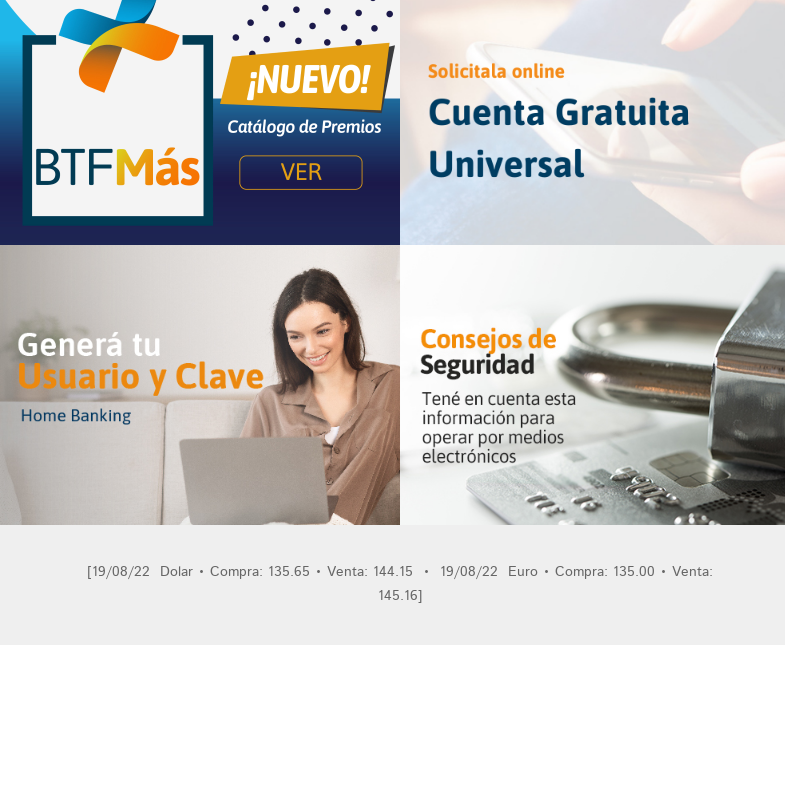 BTFMás
¡NUEVO!
Catálogo de Premios
VER
Solicitala online
Cuenta Gratuita
Universal
Generá tu
Usuario y Clave
Home Banking
Consejos de
Seguridad
Tené en cuenta esta
información para
operar por medios
electrónicos
[19/08/22 Dolar • Compra: 135.65 • Venta: 144.15 • 19/08/22 Euro • Compra: 135.00 • Venta:
145.16]